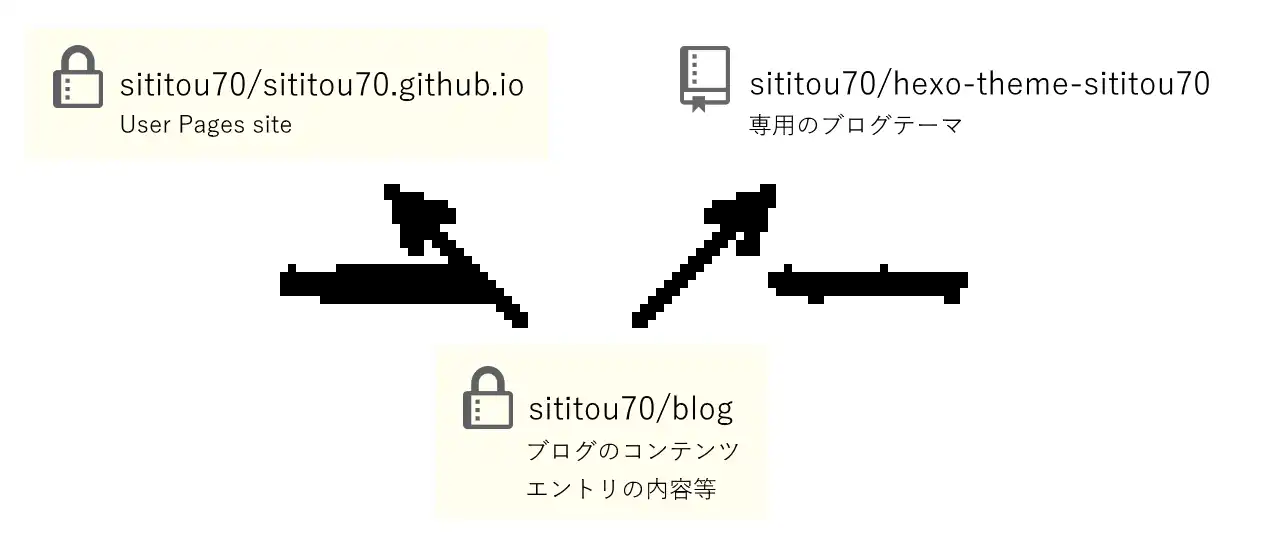 sititou70/sititou70.github.io
User Pages site
sititou70/hexo-theme-sititou70
専用のブログテーマ
sititou70/blog
ブログのコンテンツ
エントリの内容等